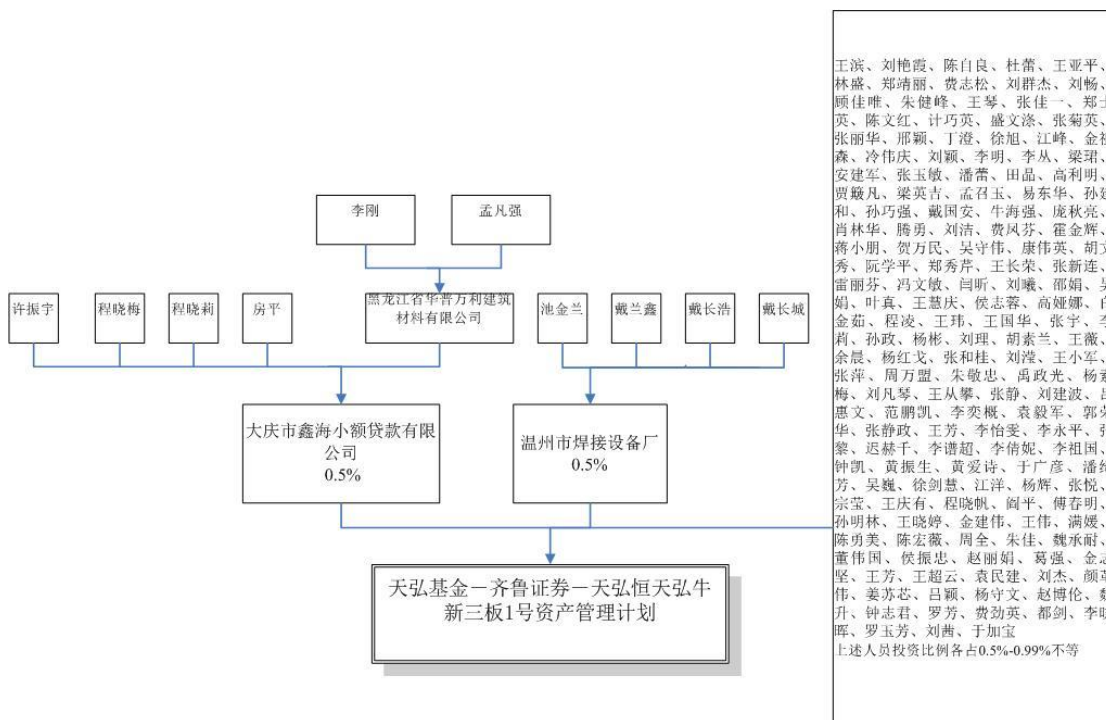 李刚
孟凡强
许振宇
程晓梅
程晓莉
房平
黑龙江省华普万利建筑
材料有限公司
池金兰
戴兰鑫
戴长浩
戴长城
大庆市鑫海小额贷款有限
公司
0.5%
温州市焊接设备厂
0.5%
天弘基金－齐鲁证券－天弘恒天弘牛
新三板1号资产管理计划
王滨、刘艳霞、陈自良、杜蕾、王亚平、
林盛、郑靖丽、费志松、刘群杰、刘畅、
顾佳唯、朱健峰、王琴、张佳一、郑士
英、陈文红、计巧英、盛文涤、张菊英、
张丽华、邢颖、丁澄、徐旭、江峰、金
森、冷伟庆、刘颖、李明、李丛、梁珺、
安建军、张玉敏、潘蕾、田品、高利明、
贾簸凡、梁英吉、孟召玉、易东华、孙
和、孙巧强、戴国安、牛海强、庞秋亮、
肖林华、腾勇、刘洁、费凤芬、霍金辉、
蒋小朋、贺万民、吴守伟、康伟英、胡文
秀、阮学平、郑秀芹、王长荣、张新连、
雷丽芬、冯文敏、闫昕、刘曦、邵娟、吴
娟、叶真、王慧庆、侯志蓉、高娅娜、白
金茹、程凌、王玮、王国华、张宇、李
莉、孙政、杨彬、刘理、胡素兰、王薇、
余晨、杨红戈、张和桂、刘滢、王小军、
张萍、周万盟、朱敬忠、禹政光、杨素
梅、刘凡琴、王从攀、张静、刘建波、吕
惠文、范鹏凯、李奕概、袁毅军、郭荣
华、张静政、王芳、李怡雯、李永平、张
黎、迟赫千、李谱超、李倩妮、李祖国、
钟凯、黄振生、黄爱诗、于广彦、潘纯
芳、吴巍、徐剑慧、江洋、杨辉、张悦、
宗莹、王庆有、程晓帆、阎平、傅春明、
孙明林、王晓婷、金建伟、王伟、满媛、
陈勇美、陈宏薇、周全、朱佳、魏承耐、
董伟国、侯振忠、赵丽娟、葛强、金志
坚、王芳、王超云、袁民建、刘杰、颜革
伟、姜苏芯、吕颖、杨守文、赵博伦、魏
升、钟志君、罗芳、费劲英、都剑、李晓
晖、罗玉芳、刘茜、于加宝
上述人员投资比例各占0.5%-0.99%不等